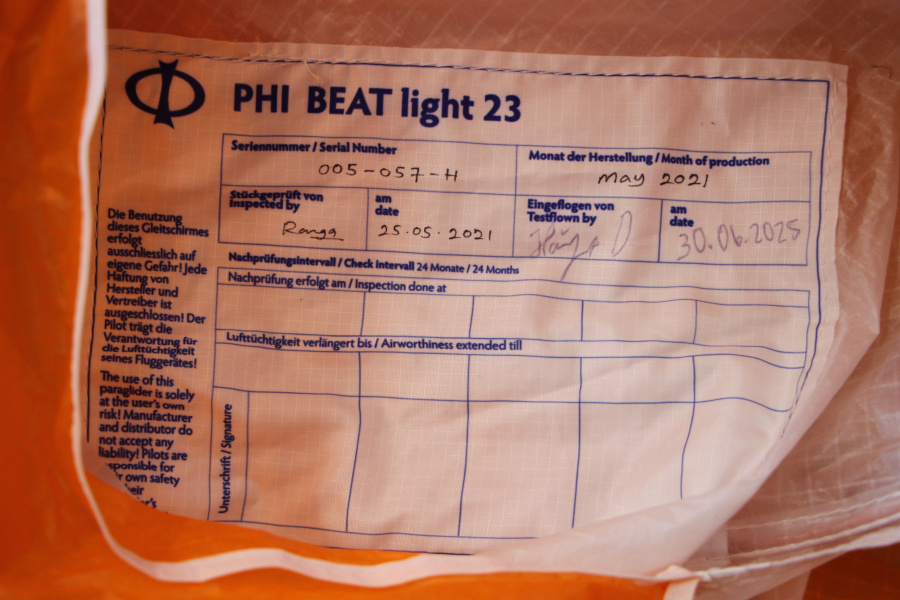 PHI BEAT light 23
Seriennummer / Serial Number
005-057-H
Monat der Herstellung / Month of production
may 2021
Stückgeprüft von
Inspected by
Ranga
am
date
25.05.2021
Eingeflogen von
Testflown by
am
date
30.06.2025
Nachprüfungsintervall / Check Intervall 24 Monate / 24 Months
Nachprüfung erfolgt am / Inspection done at
Lufttüchtigkeit verlängert bis / Airworthiness extended till
Unterschrift / Signature
Die Benutzung
dieses Gleitschirmes
erfolgt
ausschliesslich auf
eigene Gefahr! Jede
Haftung von
Hersteller und
Vertreiber ist
ausgeschlossen! Der
Pilot trägt die
Verantwortung für
die Lufttüchtigkeit
seines Fluggerätes!
The use of this
paraglider is solely
at the user's own
risk! Manufacturer
and distributor do
not accept any
liability! Pilots are
sponsible for
own safety